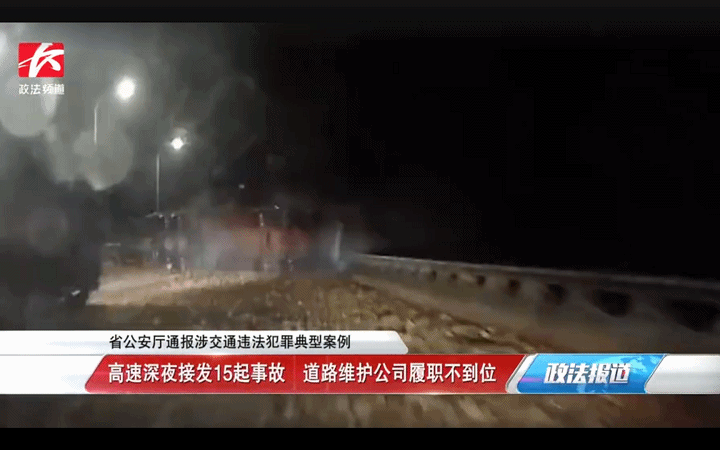 政法频道
省公安厅通报涉交通违法犯罪典型案例
高速深夜接发15起事故 道路维护公司履职不到位
政法报道